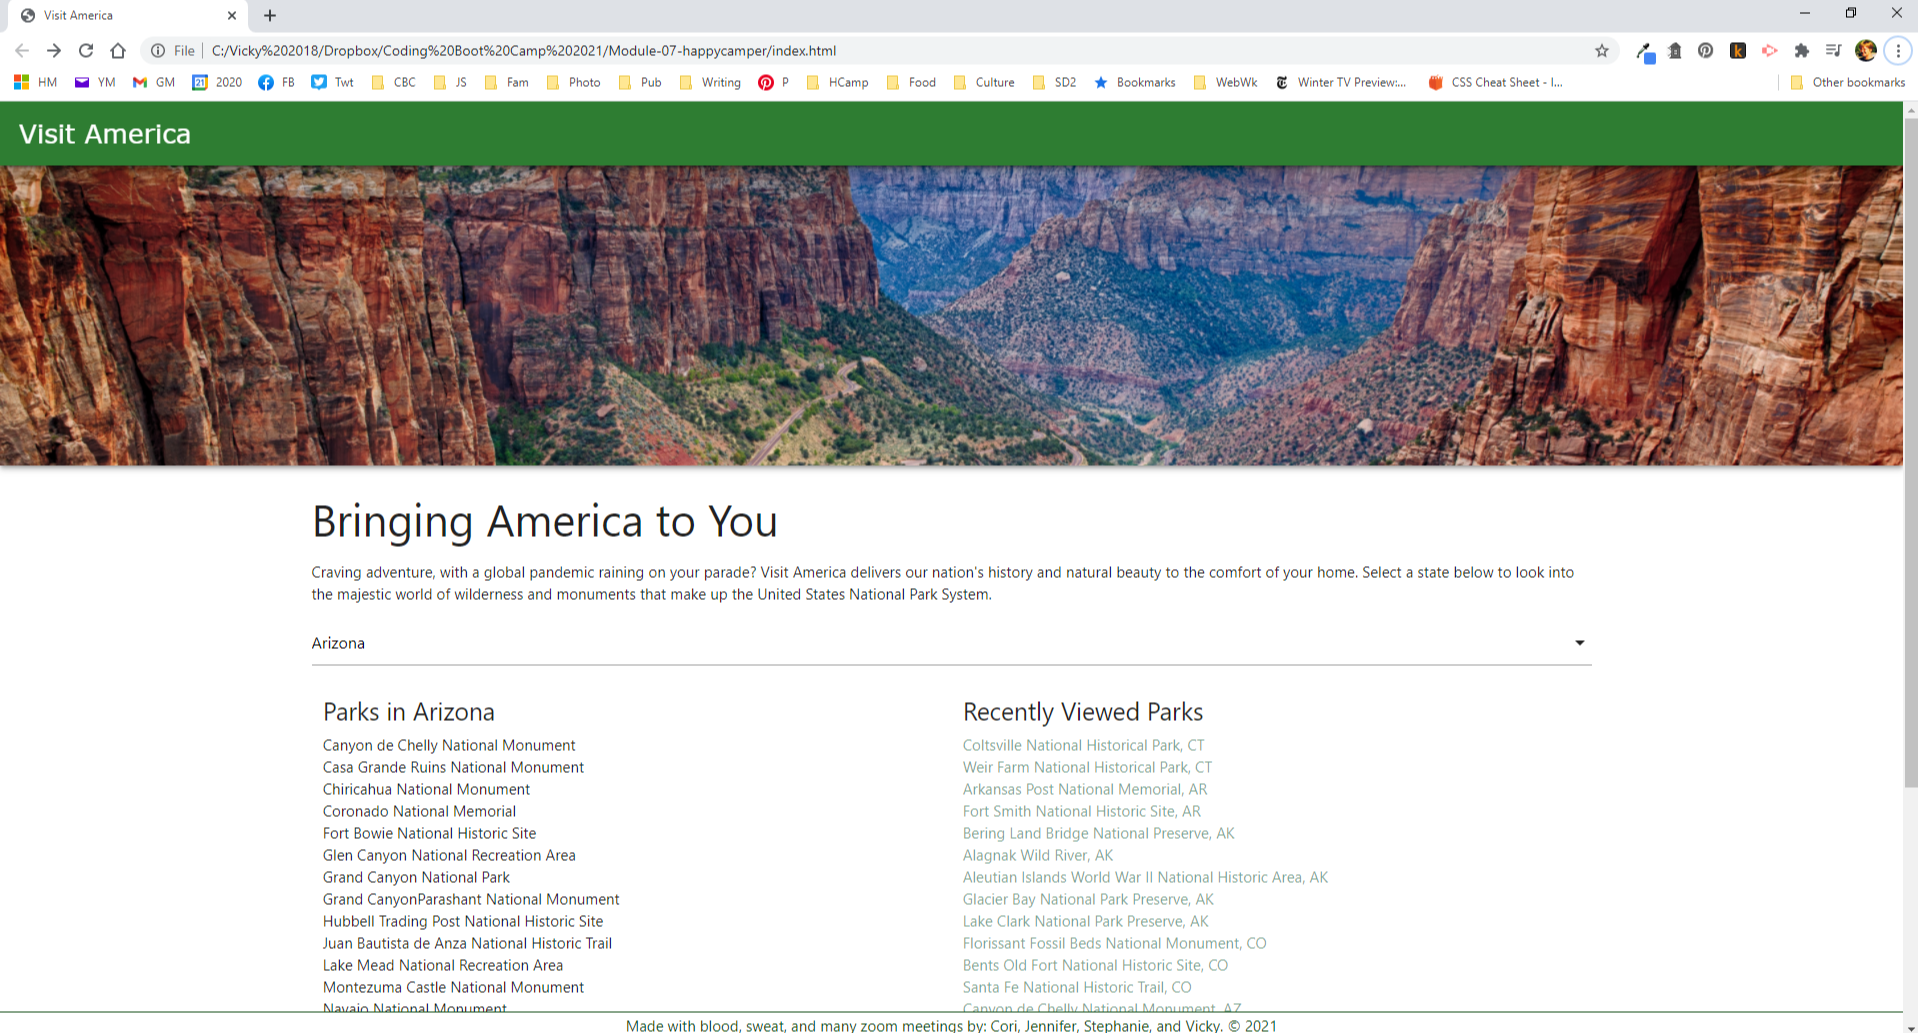 Visit America
File C:/Vicky%202018/Dropbox/Coding%20Boot%20Camp%202021/Module-07-happycamper/index.html
HM YM GM 2020 FB Twt CBC JS Fam Photo Pub Writing P HCamp Food Culture SD2 Bookmarks WebWk Winter TV Preview:... CSS Cheat Sheet - I... Other bookmarks
Visit America
Bringing America to You
Craving adventure, with a global pandemic raining on your parade? Visit America delivers our nation's history and natural beauty to the comfort of your home. Select a state below to look into
the majestic world of wilderness and monuments that make up the United States National Park System.
Arizona
Parks in Arizona
Canyon de Chelly National Monument
Casa Grande Ruins National Monument
Chiricahua National Monument
Coronado National Memorial
Fort Bowie National Historic Site
Glen Canyon National Recreation Area
Grand Canyon National Park
Grand CanyonParashant National Monument
Hubbell Trading Post National Historic Site
Juan Bautista de Anza National Historic Trail
Lake Mead National Recreation Area
Montezuma Castle National Monument
Navajo National Monument
Recently Viewed Parks
Coltsville National Historical Park, CT
Weir Farm National Historical Park, CT
Arkansas Post National Memorial, AR
Fort Smith National Historic Site, AR
Bering Land Bridge National Preserve, AK
Alagnak Wild River, AK
Aleutian Islands World War II National Historic Area, AK
Glacier Bay National Park Preserve, AK
Lake Clark National Park Preserve, AK
Florissant Fossil Beds National Monument, CO
Bents Old Fort National Historic Site, CO
Santa Fe National Historic Trail, CO
Canyon de Chelly National Monument, AZ
Made with blood, sweat, and many zoom meetings by: Cori, Jennifer, Stephanie, and Vicky. © 2021